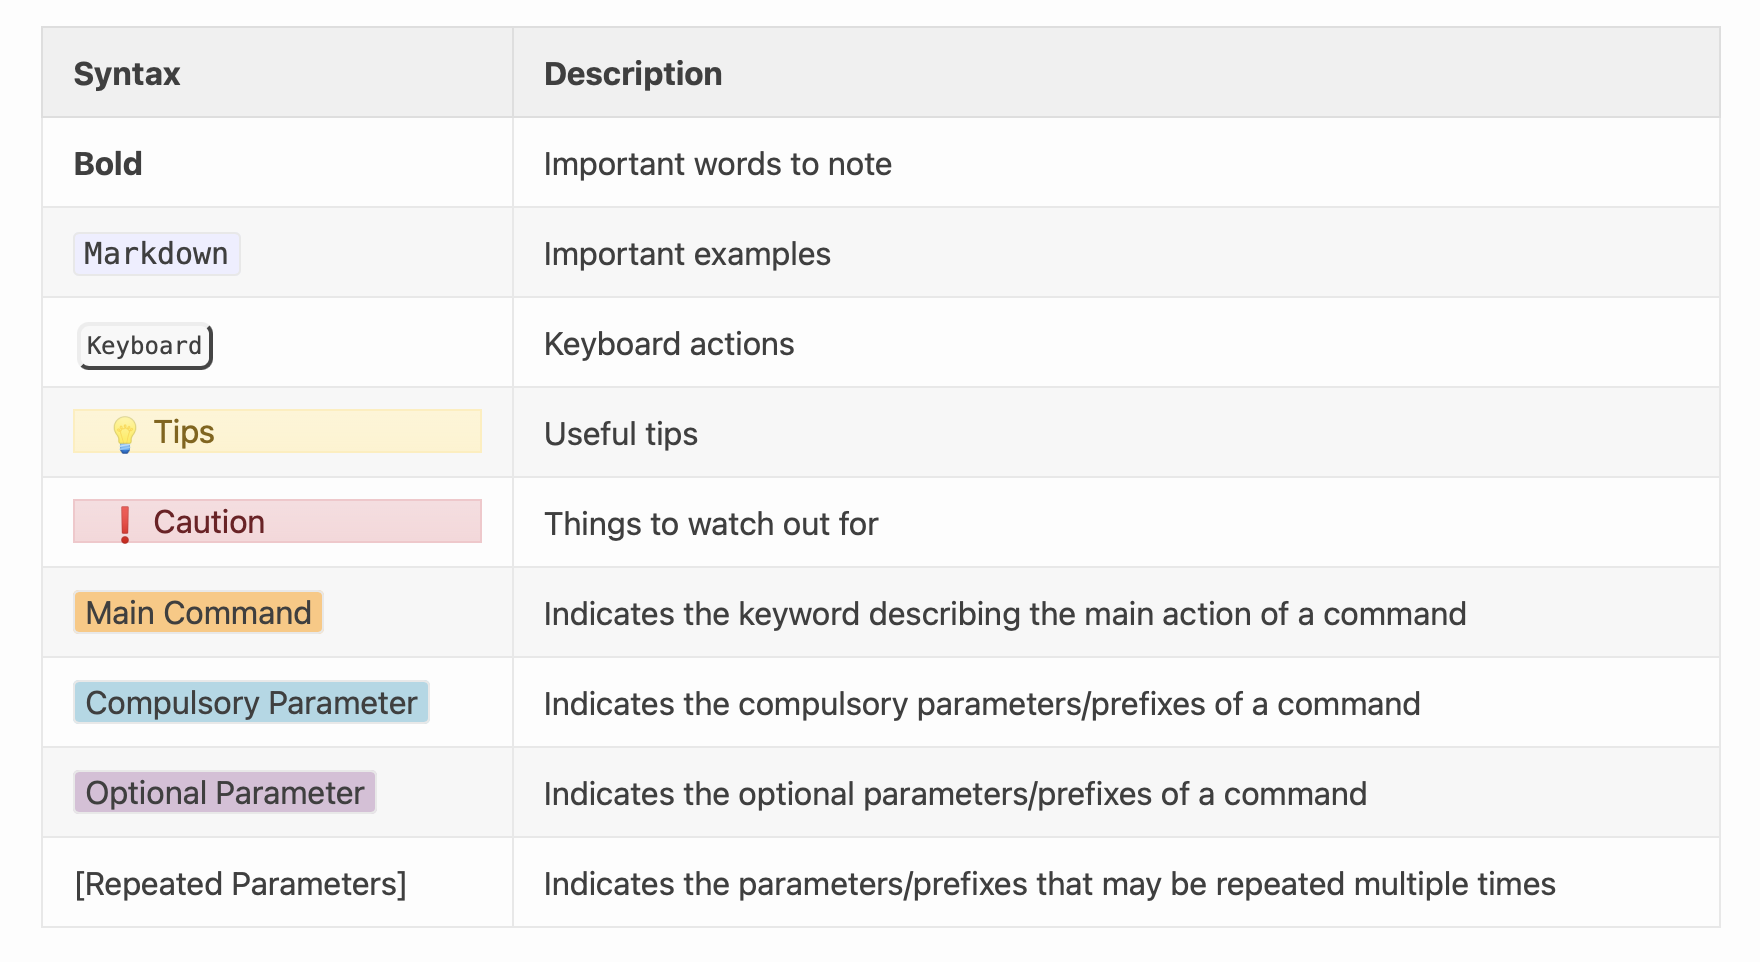 Syntax Description
Bold Important words to note
Markdown Important examples
Keyboard Keyboard actions
💡 Tips Useful tips
❗ Caution Things to watch out for
Main Command Indicates the keyword describing the main action of a command
Compulsory Parameter Indicates the compulsory parameters/prefixes of a command
Optional Parameter Indicates the optional parameters/prefixes of a command
[Repeated Parameters] Indicates the parameters/prefixes that may be repeated multiple times